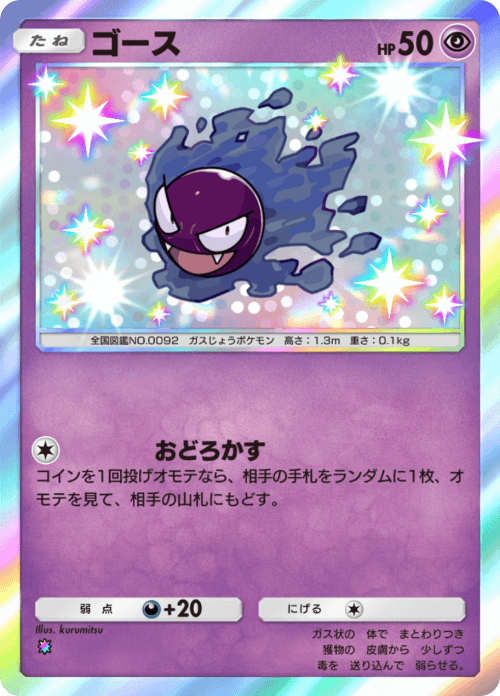 たね ゴース HP50
全国図鑑NO.0092 ガスじょうポケモン 高さ:1.3m 重さ:0.1kg
おどろかす
コインを1回投げオモテなら、相手の手札をランダムに1枚、オ
モテを見て、相手の山札にもどす。
弱点 +20 にげる
Illus. kurumitsu
ガス状の 体で まとわりつき
獲物の 皮膚から 少しずつ
毒を 送り込んで 弱らせる。